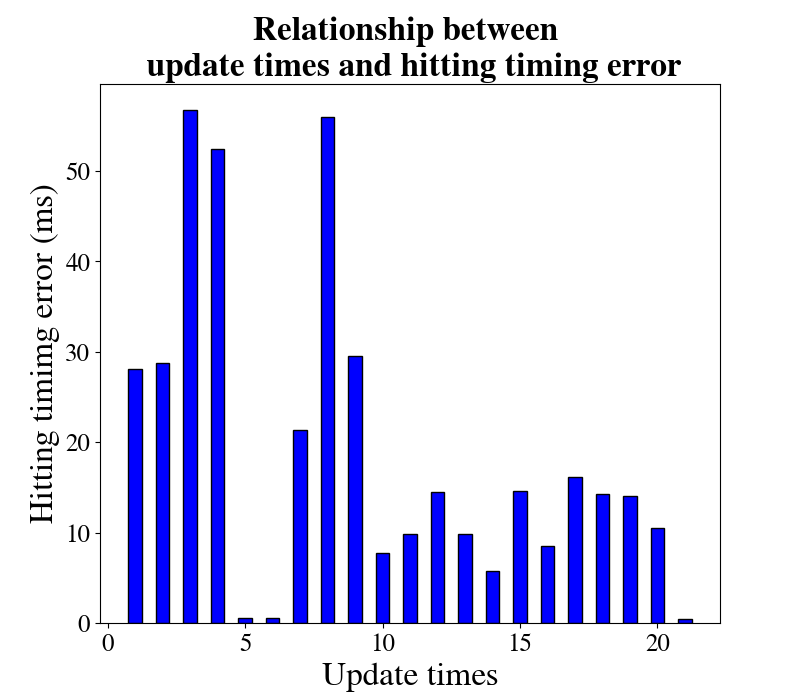 Relationship between
update times and hitting timing error
Hitting timimg error (ms)
50
40
30
20
10
0
0 5 10 15 20
Update times